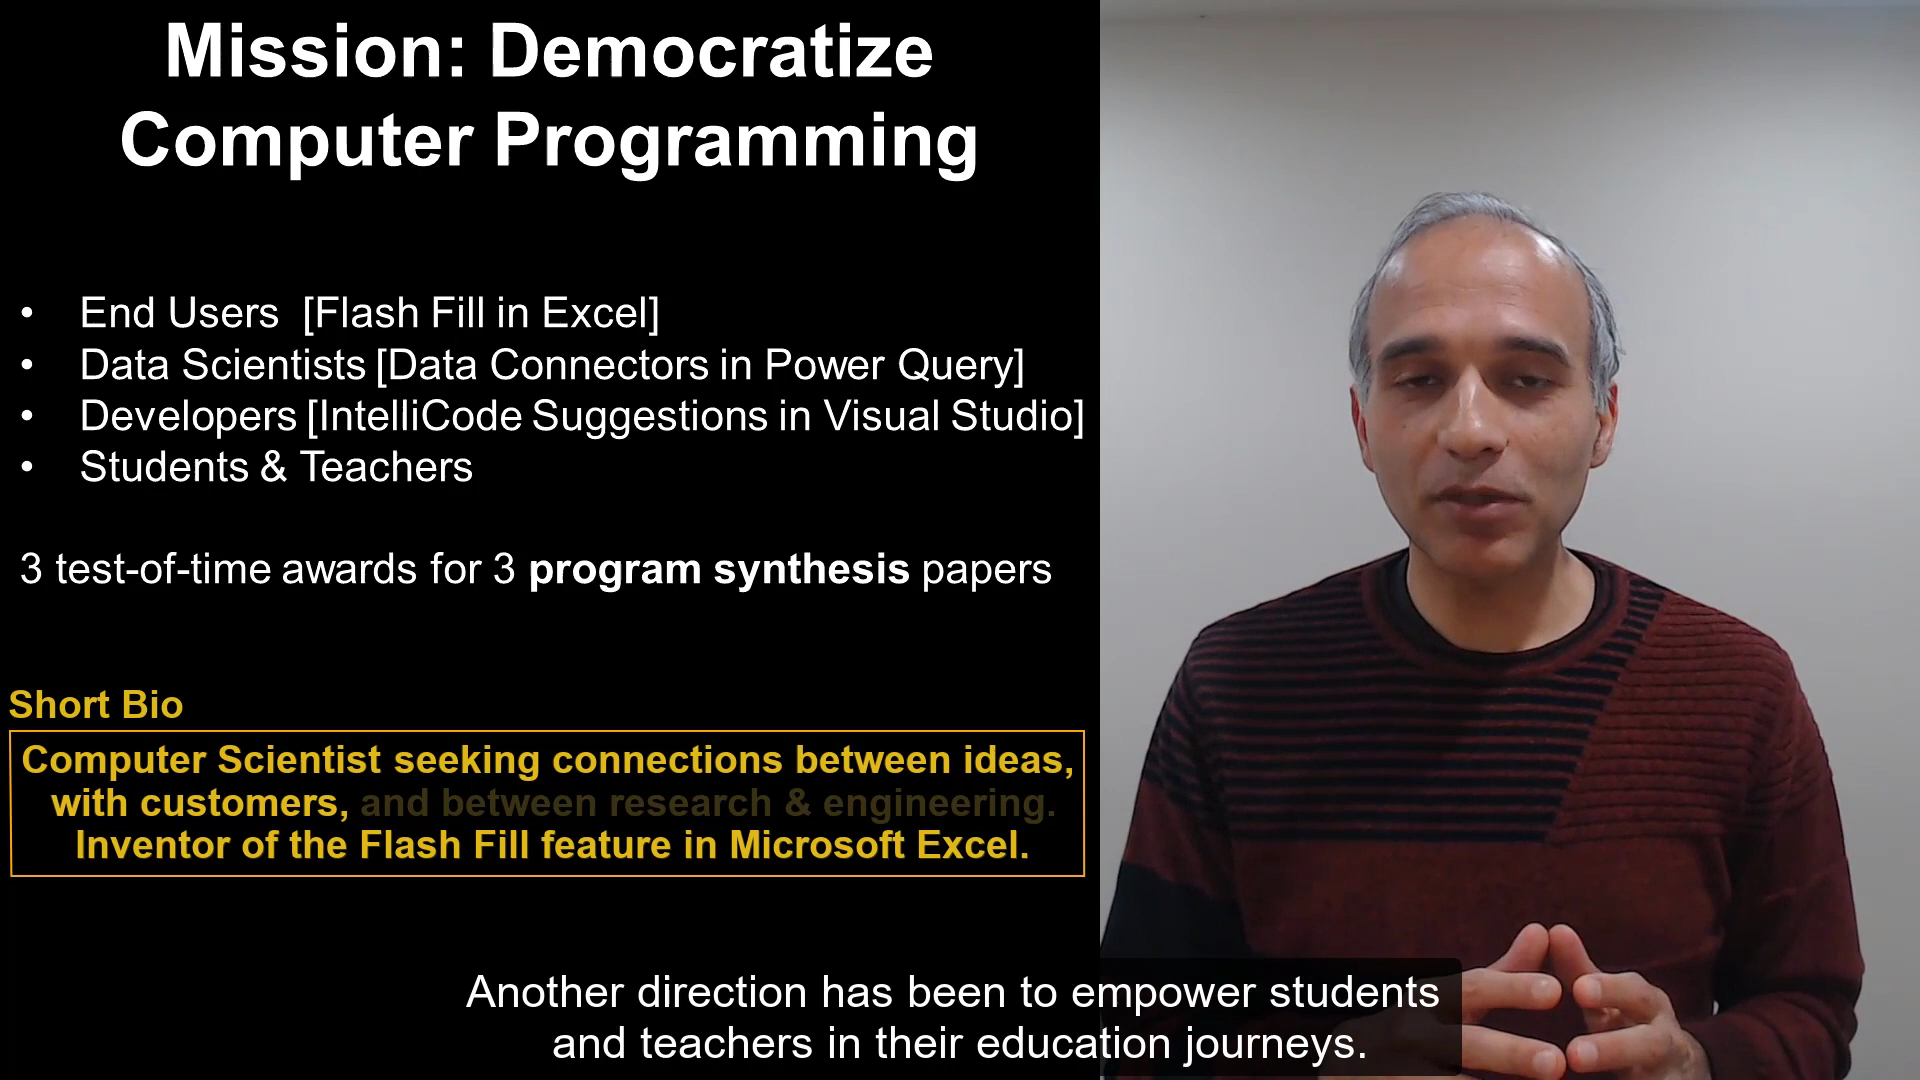 Mission: Democratize
Computer Programming
• End Users [Flash Fill in Excel]
• Data Scientists [Data Connectors in Power Query]
• Developers [IntelliCode Suggestions in Visual Studio]
• Students & Teachers
3 test-of-time awards for 3 program synthesis papers
Short Bio
Computer Scientist seeking connections between ideas,
with customers, and between research & engineering.
Inventor of the Flash Fill feature in Microsoft Excel.
Another direction has been to empower students
and teachers in their education journeys.